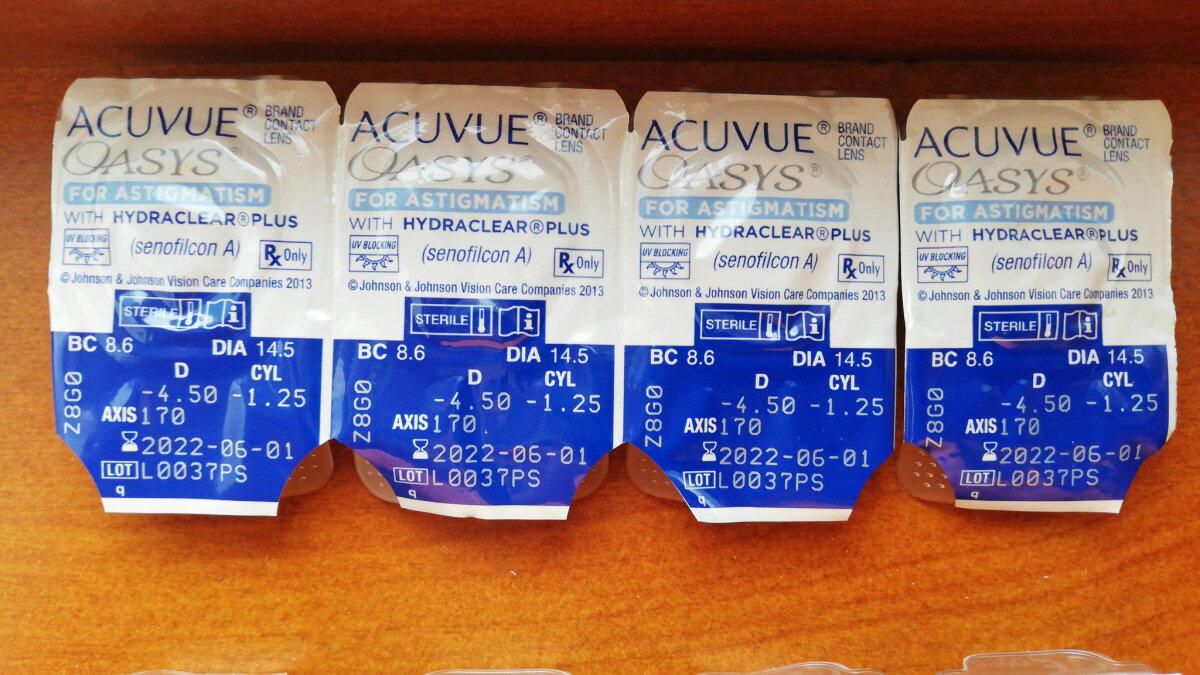 ACUVUE® BRAND CONTACT LENS
OASYS®
FOR ASTIGMATISM
WITH HYDRACLEAR® PLUS
UV BLOCKING
(senofilcon A)
Rx Only
© Johnson & Johnson Vision Care Companies 2013
STERILE i
BC 8.6 DIA 14.5
D CYL
-4.50 -1.25
AXIS 170
2022-06-01
LOT L0037PS
Z8G0
q
ACUVUE® BRAND CONTACT LENS
OASYS®
FOR ASTIGMATISM
WITH HYDRACLEAR® PLUS
UV BLOCKING
(senofilcon A)
Rx Only
© Johnson & Johnson Vision Care Companies 2013
STERILE i
BC 8.6 DIA 14.5
D CYL
-4.50 -1.25
AXIS 170
2022-06-01
LOT L0037PS
Z8G0
q
ACUVUE® BRAND CONTACT LENS
OASYS®
FOR ASTIGMATISM
WITH HYDRACLEAR® PLUS
UV BLOCKING
(senofilcon A)
Rx Only
© Johnson & Johnson Vision Care Companies 2013
STERILE i
BC 8.6 DIA 14.5
D CYL
-4.50 -1.25
AXIS 170
2022-06-01
LOT L0037PS
Z8G0
q
ACUVUE® BRAND CONTACT LENS
OASYS®
FOR ASTIGMATISM
WITH HYDRACLEAR® PLUS
UV BLOCKING
(senofilcon A)
Rx Only
© Johnson & Johnson Vision Care Companies 2013
STERILE i
BC 8.6 DIA 14.5
D CYL
-4.50 -1.25
AXIS 170
2022-06-01
LOT L0037PS
Z8G0
q